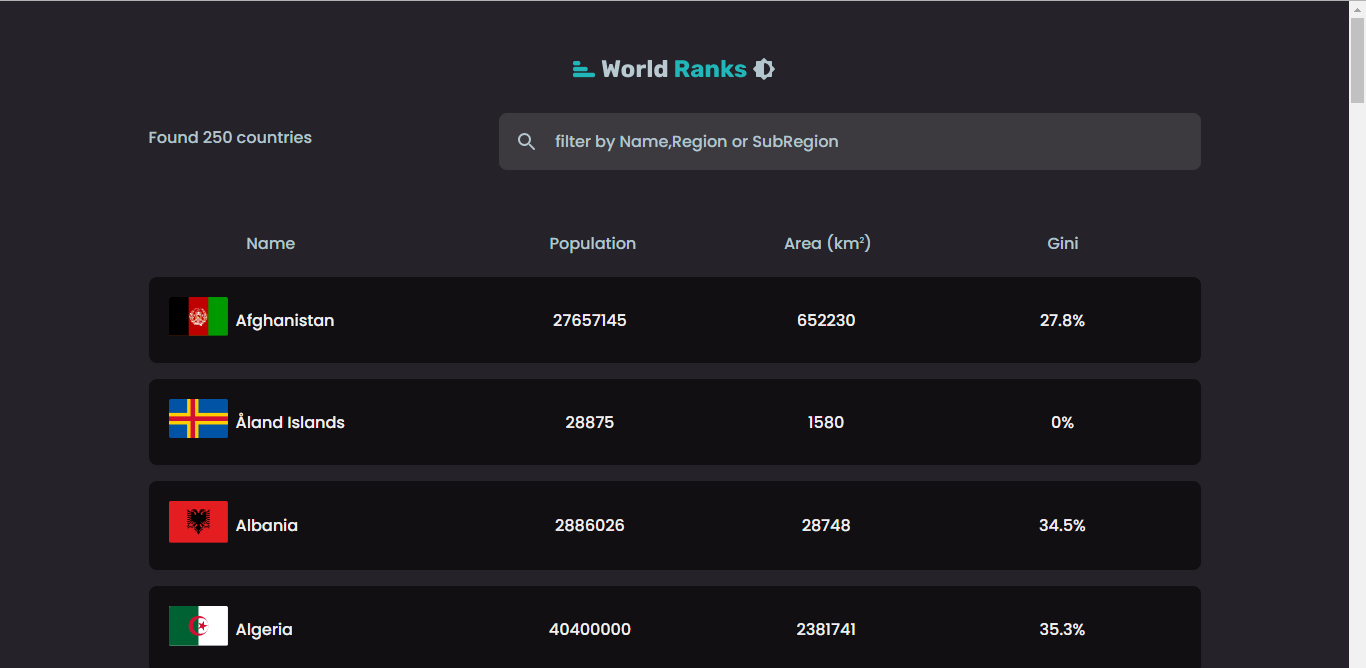 World Ranks
Found 250 countries
filter by Name,Region or SubRegion
Name Population Area (km²) Gini
Afghanistan 27657145 652230 27.8%
Åland Islands 28875 1580 0%
Albania 2886026 28748 34.5%
Algeria 40400000 2381741 35.3%